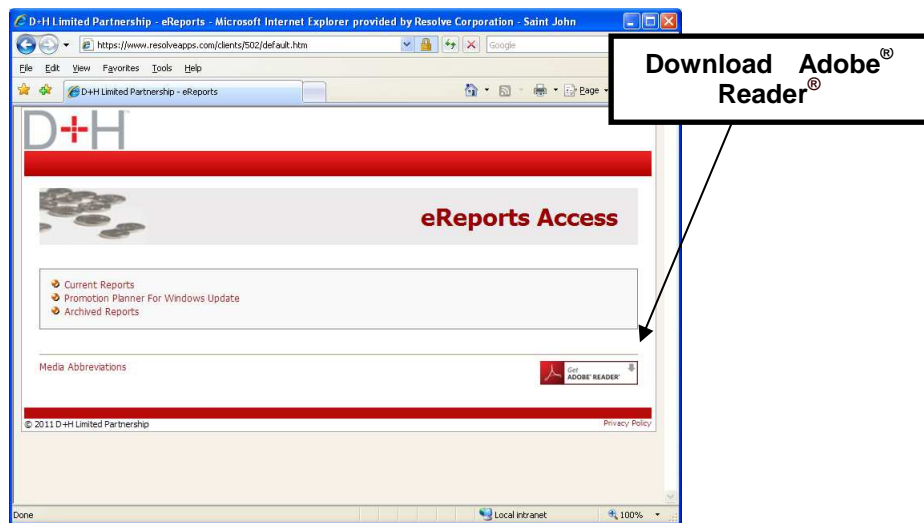 D+H Limited Partnership - eReports - Microsoft Internet Explorer provided by Resolve Corporation - Saint John
https://www.resolveapps.com/clients/502/default.htm
Google
File Edit View Favorites Tools Help
D+H Limited Partnership - eReports
Page
Download Adobe®
Reader®
D+H
eReports Access
Current Reports
Promotion Planner For Windows Update
Archived Reports
Media Abbreviations
Get
ADOBE® READER®
© 2011 D+H Limited Partnership
Privacy Policy
Done
Local intranet
100%